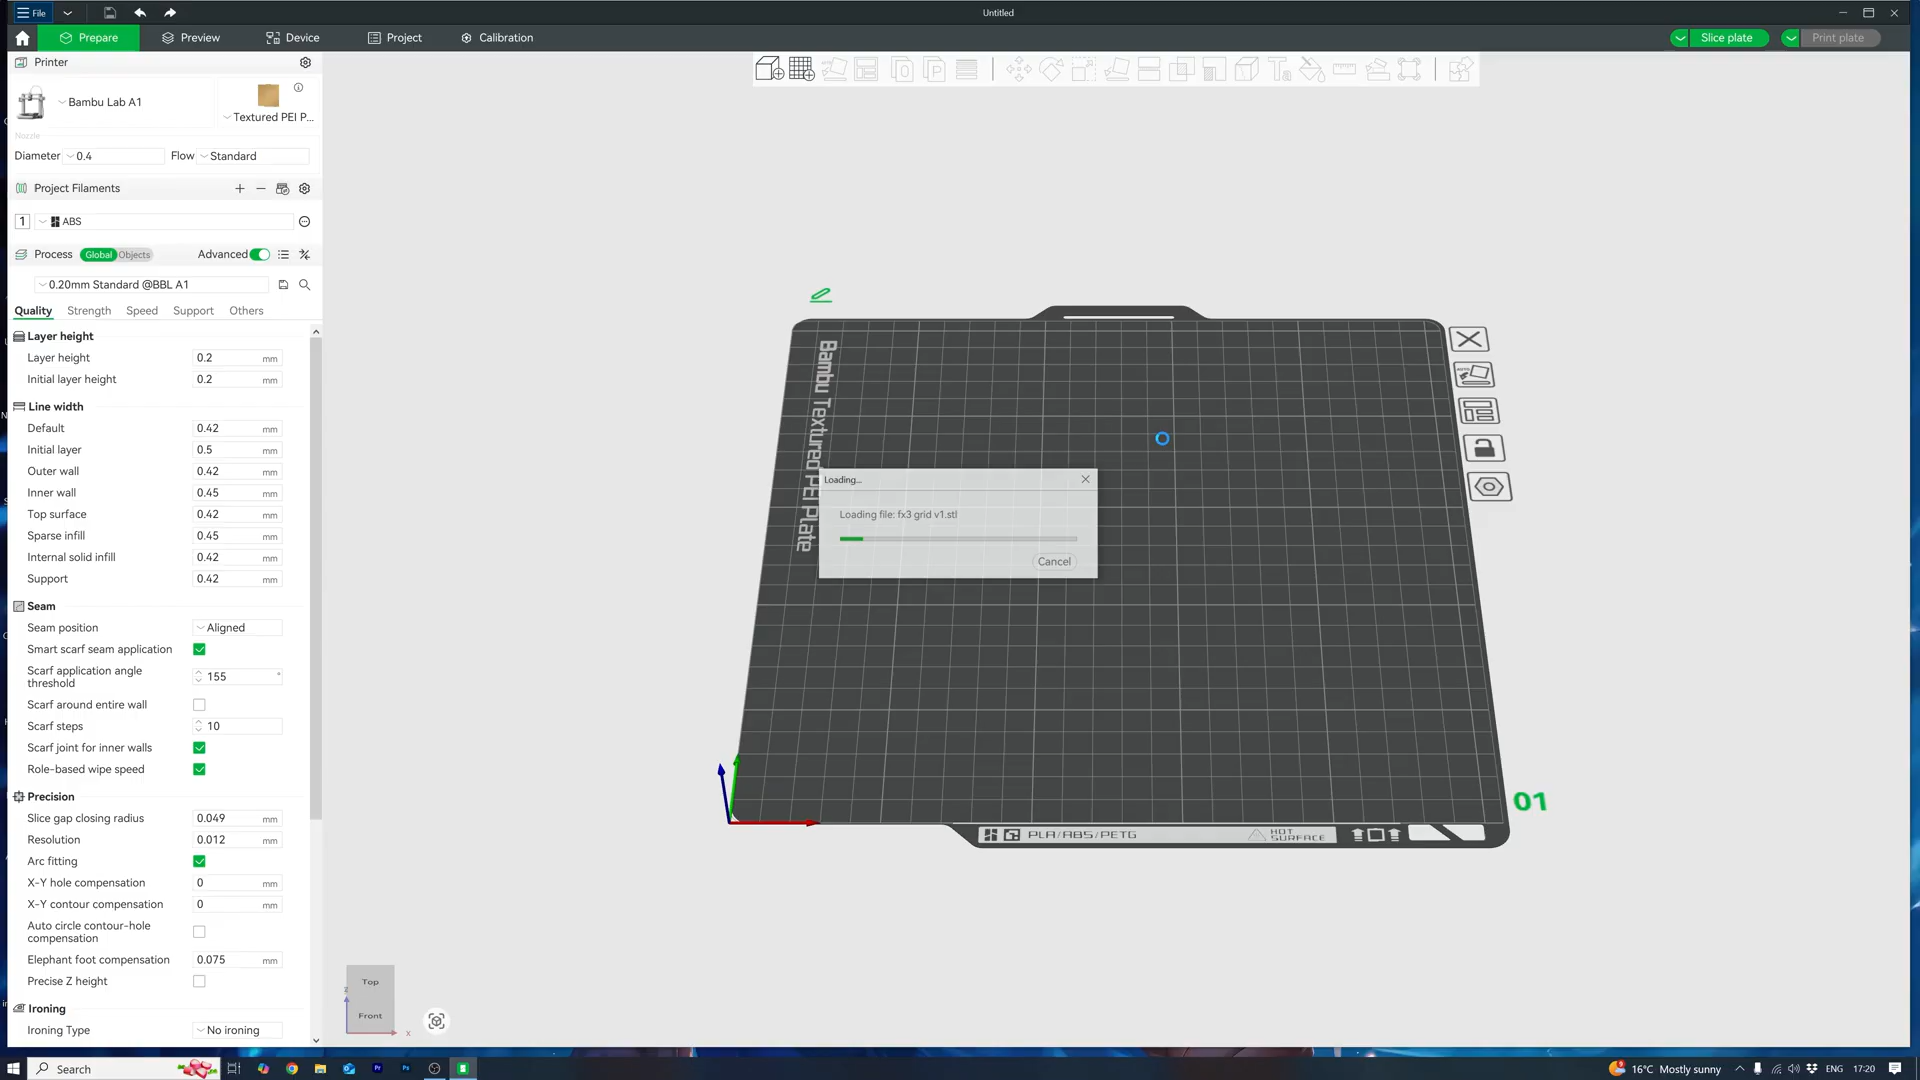 File
Untitled
Prepare
Preview
Device
Project
Calibration
Slice plate
Print plate
Printer
Bambu Lab A1
Textured PEI P...
Nozzle
Diameter 0.4 Flow Standard
Project Filaments
1 ABS
Process Global Objects Advanced
0.20mm Standard @BBL A1
Quality Strength Speed Support Others
Layer height
Layer height 0.2 mm
Initial layer height 0.2 mm
Line width
Default 0.42 mm
Initial layer 0.5 mm
Outer wall 0.42 mm
Inner wall 0.45 mm
Top surface 0.42 mm
Sparse infill 0.45 mm
Internal solid infill 0.42 mm
Support 0.42 mm
Seam
Seam position Aligned
Smart scarf seam application
Scarf application angle
threshold 155 °
Scarf around entire wall
Scarf steps 10
Scarf joint for inner walls
Role-based wipe speed
Precision
Slice gap closing radius 0.049 mm
Resolution 0.012 mm
Arc fitting
X-Y hole compensation 0 mm
X-Y contour compensation 0 mm
Auto circle contour-hole
compensation
Elephant foot compensation 0.075 mm
Precise Z height
Ironing
Ironing Type No ironing
Bambu Textured PEI Plate
AUTO
Loading...
Loading file: fx3 grid v1.stl
Cancel
01
PLA/ABS/PETG
HOT
SURFACE
Top
Front
z
x
Search
Pr
Ps
16°C Mostly sunny
ENG
17:20